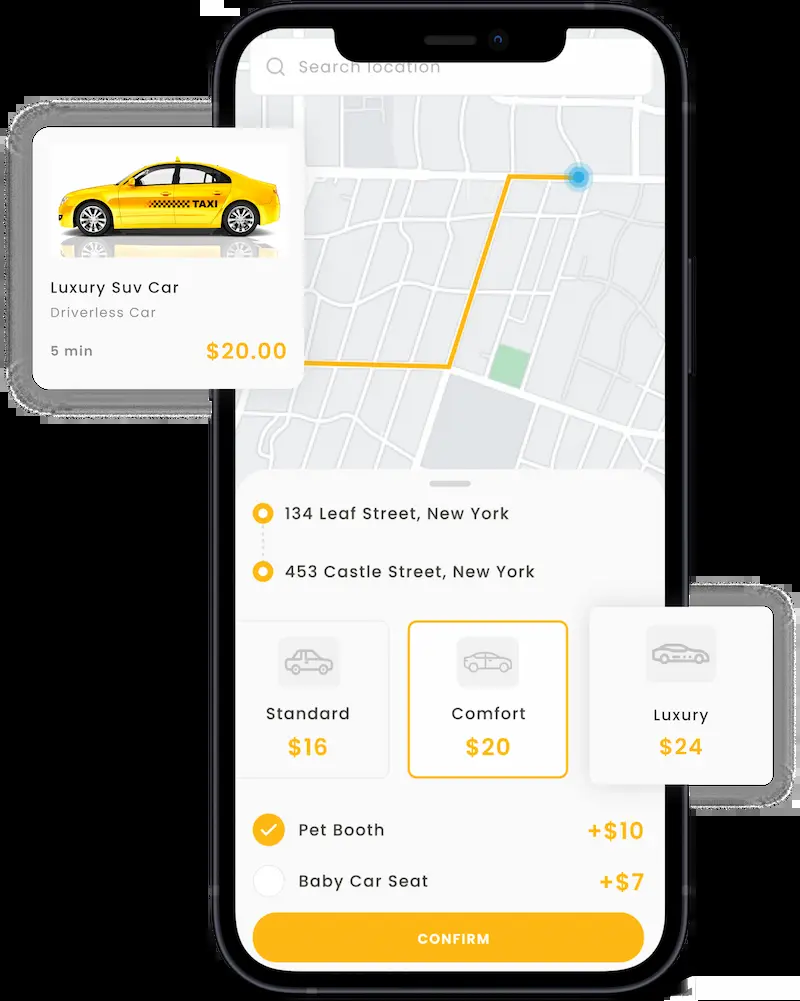 Search location
TAXI
Luxury Suv Car
Driverless Car
5 min
$20.00
134 Leaf Street, New York
453 Castle Street, New York
Standard
$16
Comfort
$20
Luxury
$24
Pet Booth
+$10
Baby Car Seat
+$7
CONFIRM